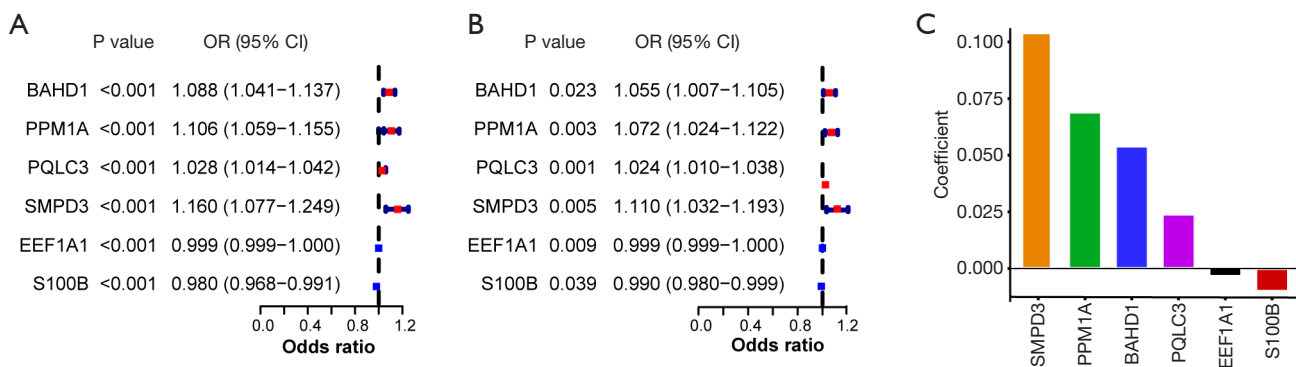 A
P value OR (95% CI)
BAHD1 <0.001 1.088 (1.041−1.137)
PPM1A <0.001 1.106 (1.059−1.155)
PQLC3 <0.001 1.028 (1.014−1.042)
SMPD3 <0.001 1.160 (1.077−1.249)
EEF1A1 <0.001 0.999 (0.999−1.000)
S100B <0.001 0.980 (0.968−0.991)
0.0 0.4 0.8 1.2
Odds ratio
B
P value OR (95% CI)
BAHD1 0.023 1.055 (1.007−1.105)
PPM1A 0.003 1.072 (1.024−1.122)
PQLC3 0.001 1.024 (1.010−1.038)
SMPD3 0.005 1.110 (1.032−1.193)
EEF1A1 0.009 0.999 (0.999−1.000)
S100B 0.039 0.990 (0.980−0.999)
0.0 0.4 0.8 1.2
Odds ratio
C
Coefficient
0.100
0.075
0.050
0.025
0.000
SMPD3
PPM1A
BAHD1
PQLC3
EEF1A1
S100B